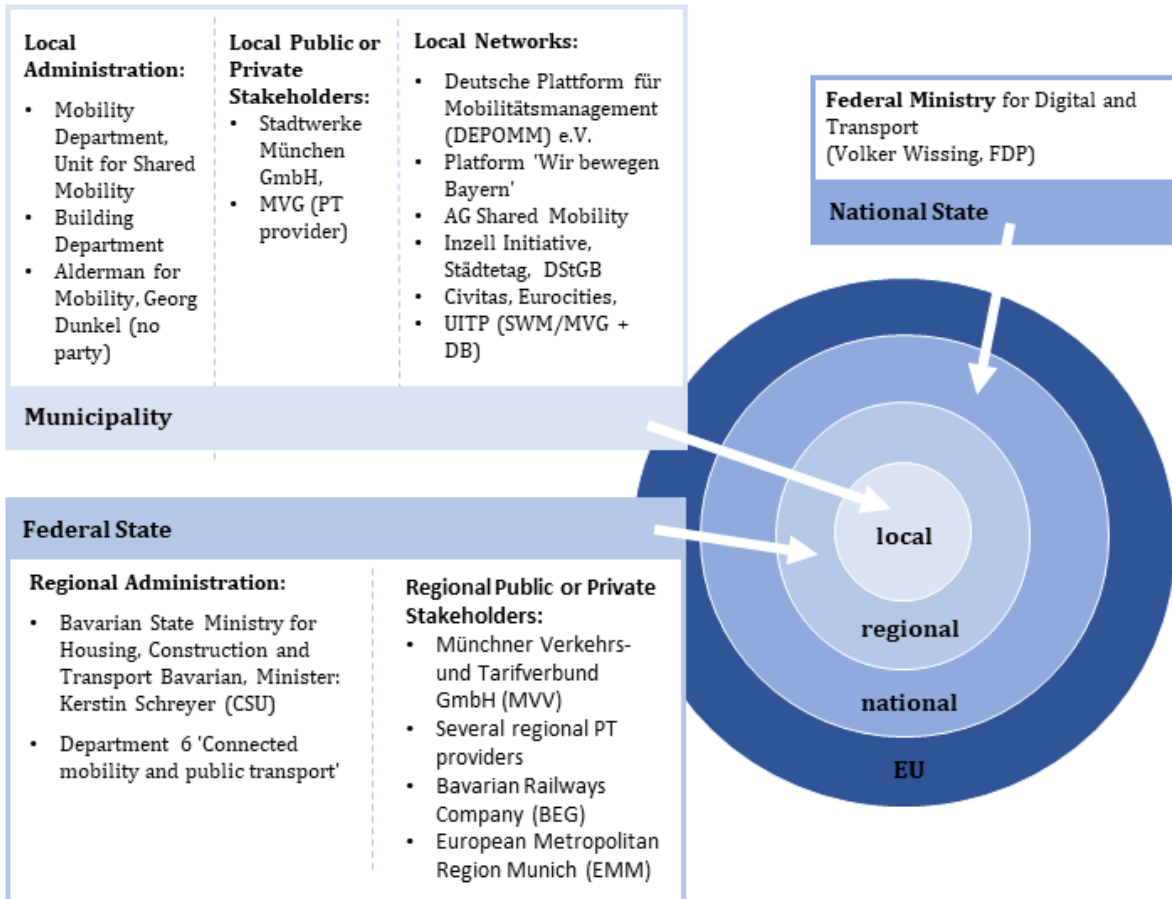 Local
Administration:
• Mobility
Department,
Unit for Shared
Mobility
• Building
Department
• Alderman for
Mobility, Georg
Dunkel (no
party)
Local Public or
Private
Stakeholders:
• Stadtwerke
München
GmbH,
• MVG (PT
provider)
Local Networks:
• Deutsche Plattform für
Mobilitätsmanagement
(DEPOMM) e.V.
• Platform 'Wir bewegen
Bayern'
• AG Shared Mobility
• Inzell Initiative,
Städtetag, DStGB
• Civitas, Eurocities,
• UITP (SWM/MVG +
DB)
Municipality
Federal Ministry for Digital and
Transport
(Volker Wissing, FDP)
National State
Federal State
Regional Administration:
• Bavarian State Ministry for
Housing, Construction and
Transport Bavarian, Minister:
Kerstin Schreyer (CSU)
• Department 6 'Connected
mobility and public transport'
Regional Public or Private
Stakeholders:
• Münchner Verkehrs-
und Tarifverbund
GmbH (MVV)
• Several regional PT
providers
• Bavarian Railways
Company (BEG)
• European Metropolitan
Region Munich (EMM)
local
regional
national
EU